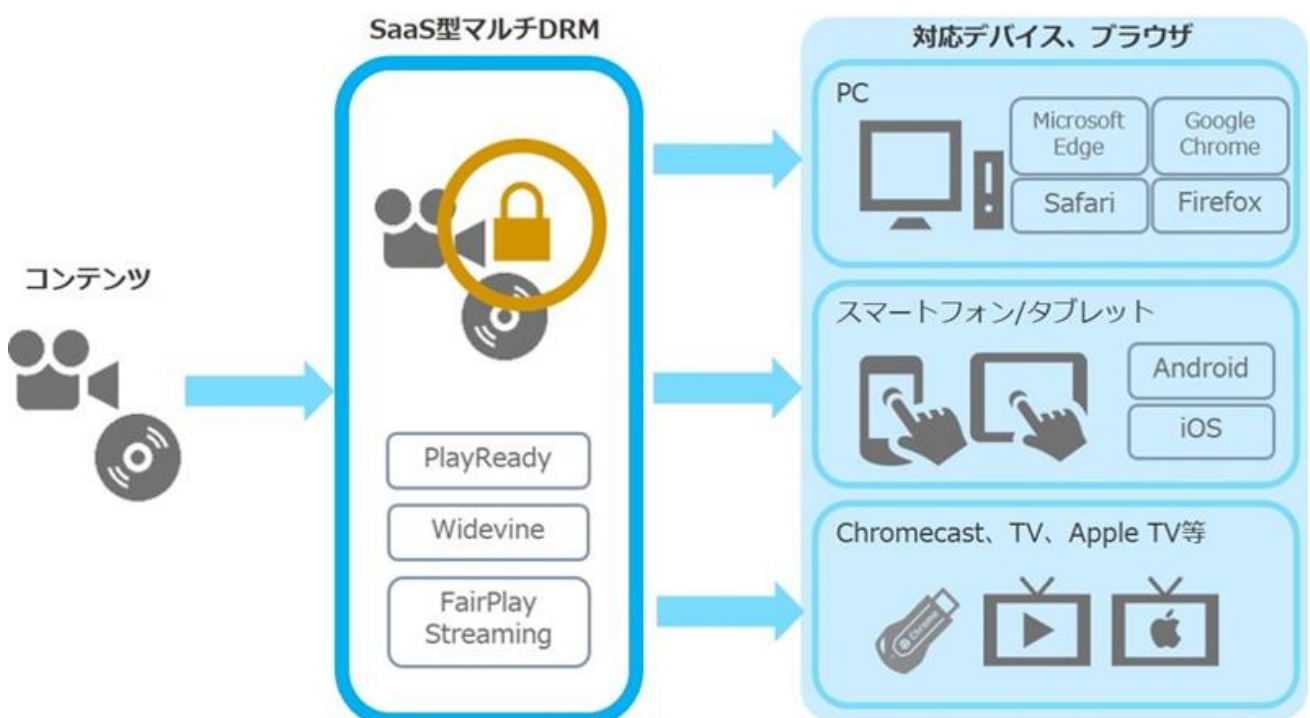 コンテンツ
SaaS型マルチDRM
PlayReady
Widevine
FairPlay
Streaming
対応デバイス、ブラウザ
PC
Microsoft
Edge
Google
Chrome
Safari
Firefox
スマートフォン/タブレット
Android
iOS
Chromecast、TV、Apple TV等
Chrome